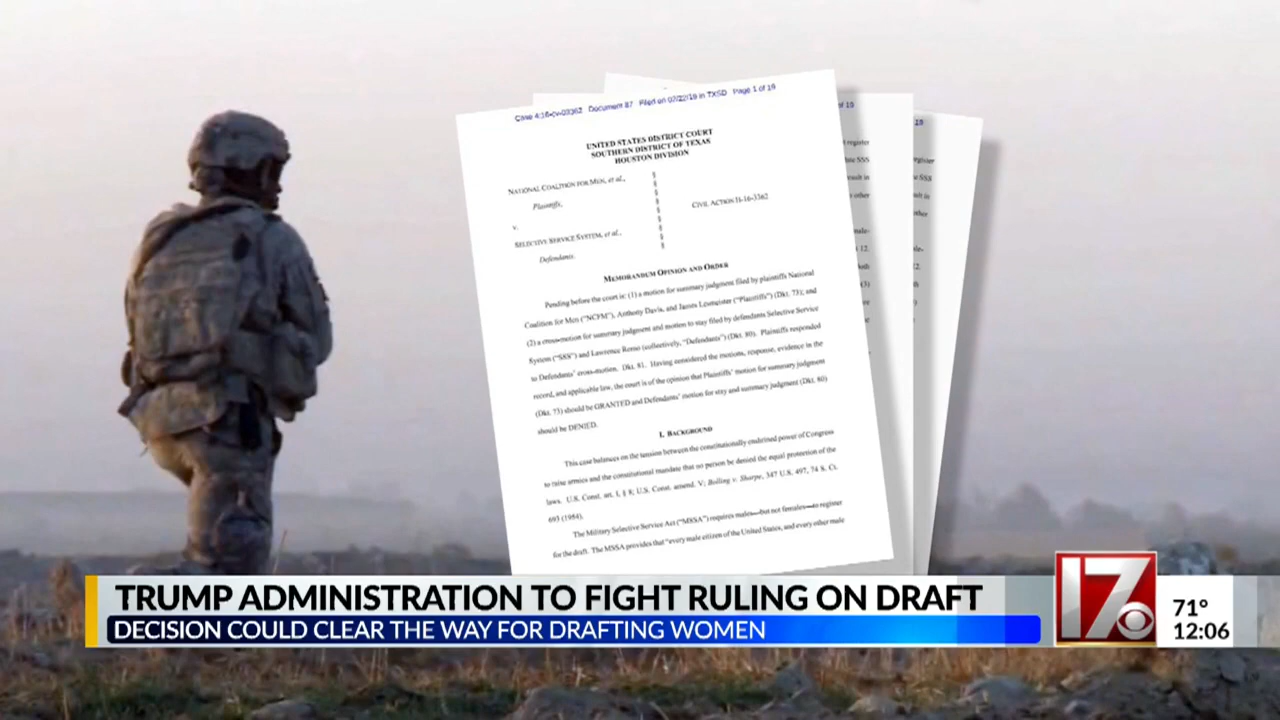 Case 4:16-cv-03362 Document 87 Filed on 02/22/19 in TXSD Page 1 of 19
UNITED STATES DISTRICT COURT
SOUTHERN DISTRICT OF TEXAS
HOUSTON DIVISION
NATIONAL COALITION FOR MEN, et al.,
Plaintiffs,
v.
SELECTIVE SERVICE SYSTEM, et al.,
Defendants.
CIVIL ACTION H-16-3362
MEMORANDUM OPINION AND ORDER
Pending before the court is: (1) a motion for summary judgment filed by plaintiffs National
Coalition for Men ("NCFM"), Anthony Davis, and James Lesmeister ("Plaintiffs") (Dkt. 73); and
(2) a cross-motion for summary judgment and motion to stay filed by defendants Selective Service
System ("SSS") and Lawrence Romo (collectively, "Defendants") (Dkt. 80). Plaintiffs responded
to Defendants' cross-motion. Dkt. 81. Having considered the motions, response, evidence in the
record, and applicable law, the court is of the opinion that Plaintiffs' motion for summary judgment
(Dkt. 73) should be GRANTED and Defendants' motion for stay and summary judgment (Dkt. 80)
should be DENIED.
I. BACKGROUND
This case balances on the tension between the constitutionally enshrined power of Congress
to raise armies and the constitutional mandate that no person be denied the equal protection of the
laws. U.S. Const. art. I, § 8; U.S. Const. amend. V; Bolling v. Sharpe, 347 U.S. 497, 74 S. Ct.
693 (1954).
The Military Selective Service Act ("MSSA") requires males—but not females—to register
for the draft. The MSSA provides that "every male citizen of the United States, and every other male
of 19
register
SSS
other
12.
19
SSS
other
TRUMP ADMINISTRATION TO FIGHT RULING ON DRAFT
DECISION COULD CLEAR THE WAY FOR DRAFTING WOMEN
17
71°
12:06